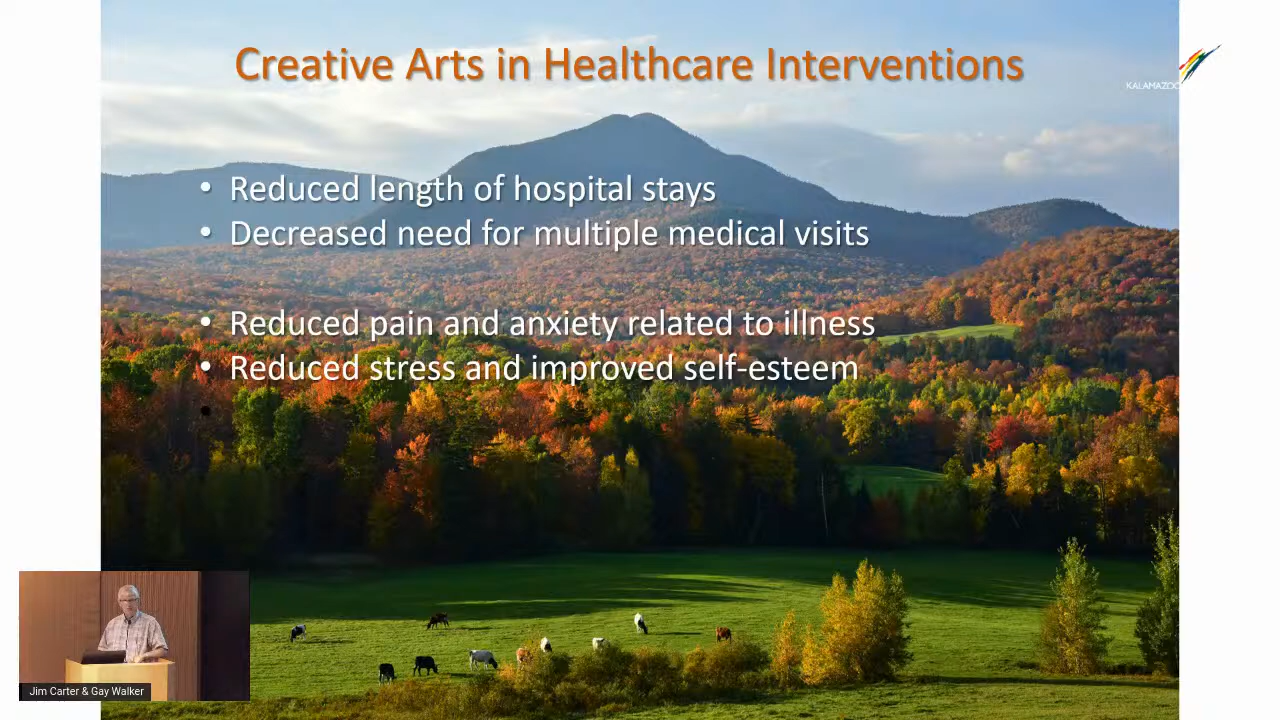 Creative Arts in Healthcare Interventions
KALAMAZOO
• Reduced length of hospital stays
• Decreased need for multiple medical visits
• Reduced pain and anxiety related to illness
• Reduced stress and improved self-esteem
•
Jim Carter & Gay Walker